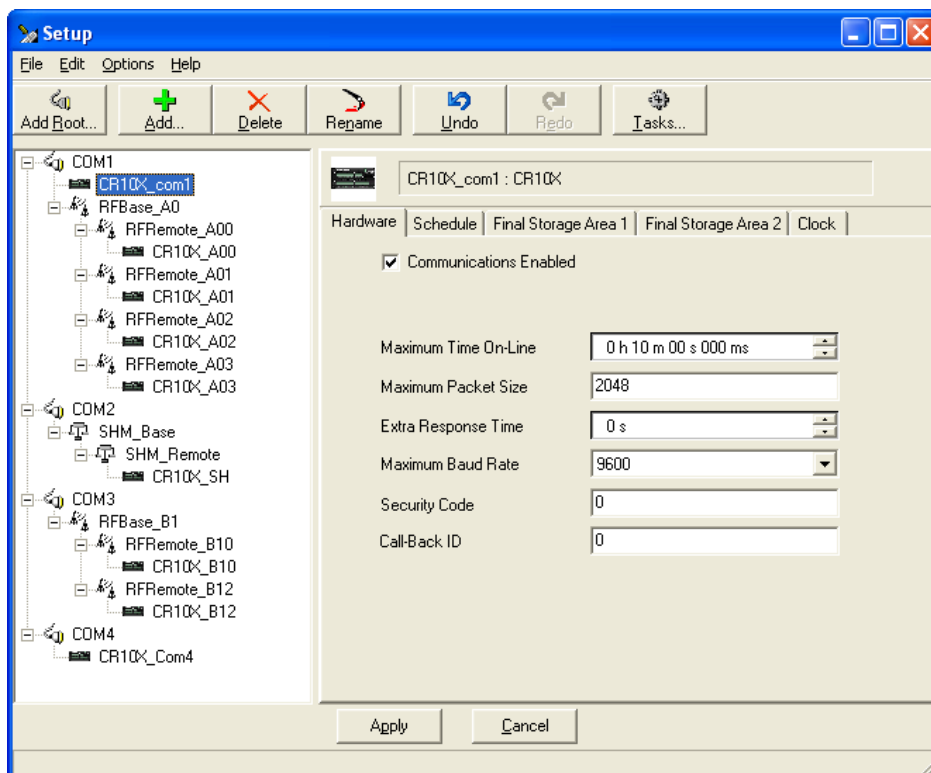 Setup
File Edit Options Help
Add Root... Add... Delete Rename Undo Redo Tasks...
COM1
CR10X_com1
RFBase_A0
RFRemote_A00
CR10X_A00
RFRemote_A01
CR10X_A01
RFRemote_A02
CR10X_A02
RFRemote_A03
CR10X_A03
COM2
SHM_Base
SHM_Remote
CR10X_SH
COM3
RFBase_B1
RFRemote_B10
CR10X_B10
RFRemote_B12
CR10X_B12
COM4
CR10X_Com4
CR10X_com1 : CR10X
Hardware Schedule Final Storage Area 1 Final Storage Area 2 Clock
Communications Enabled
Maximum Time On-Line 0 h 10 m 00 s 000 ms
Maximum Packet Size 2048
Extra Response Time 0 s
Maximum Baud Rate 9600
Security Code 0
Call-Back ID 0
Apply Cancel